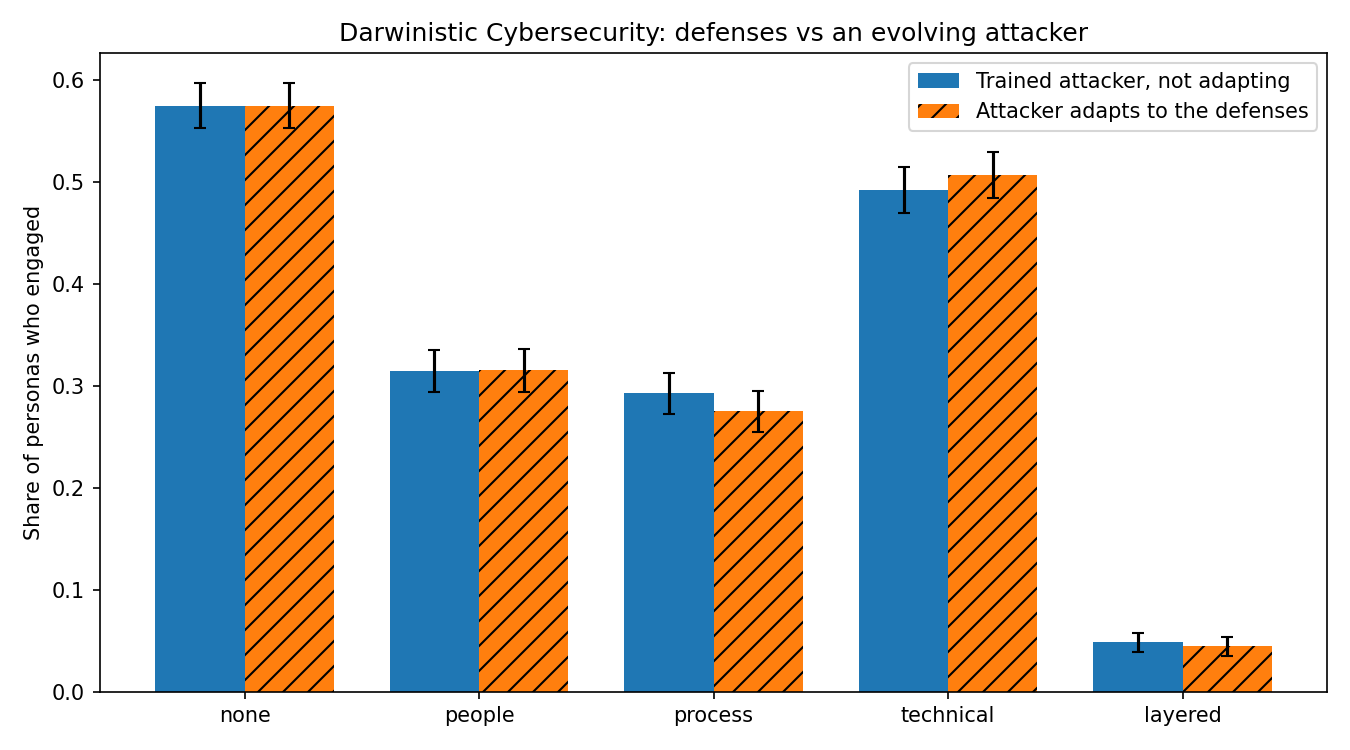 Darwinistic Cybersecurity: defenses vs an evolving attacker
Trained attacker, not adapting
Attacker adapts to the defenses
Share of personas who engaged
0.6
0.5
0.4
0.3
0.2
0.1
0.0
none people process technical layered